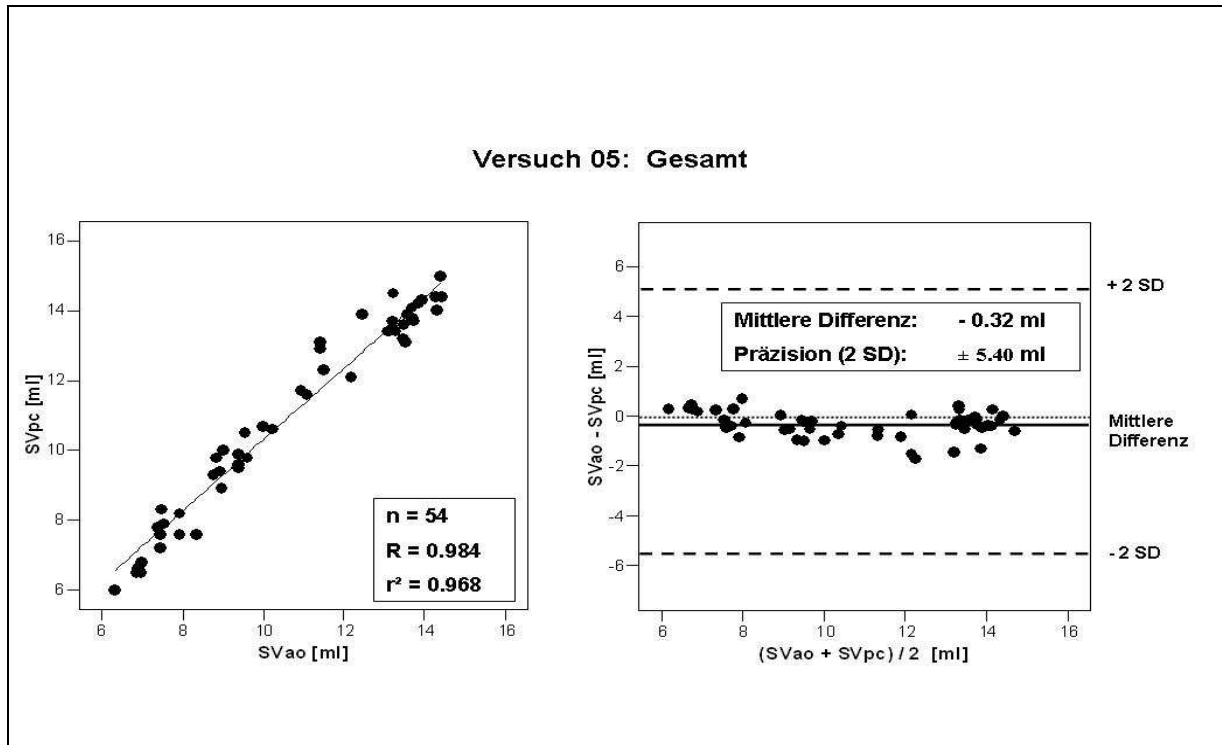 Versuch 05: Gesamt
SVpc [ml]
16
14
12
10
8
6
n = 54
R = 0.984
r² = 0.968
6 8 10 12 14 16
SVao [ml]
SVao - SVpc [ml]
6
4
2
0
-2
-4
-6
Mittlere Differenz: - 0.32 ml
Präzision (2 SD): ± 5.40 ml
+ 2 SD
Mittlere
Differenz
- 2 SD
6 8 10 12 14 16
(SVao + SVpc) / 2 [ml]